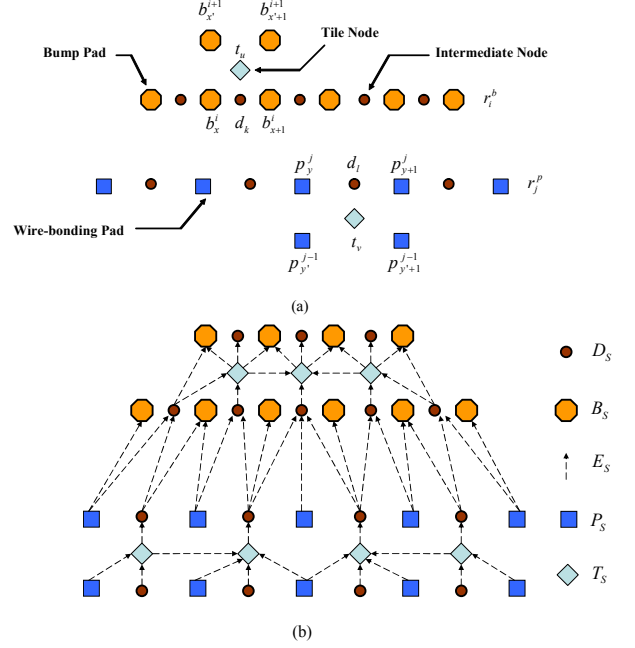 b_{x'}^{i+1} b_{x'+1}^{i+1}
Bump Pad t_u Tile Node Intermediate Node
r_i^b
b_x^i d_k b_{x+1}^i
p_y^j d_l p_{y+1}^j
r_j^p
Wire-bonding Pad t_v
p_{y'}^{j-1} p_{y'+1}^{j-1}
(a)
D_S
B_S
E_S
P_S
T_S
(b)